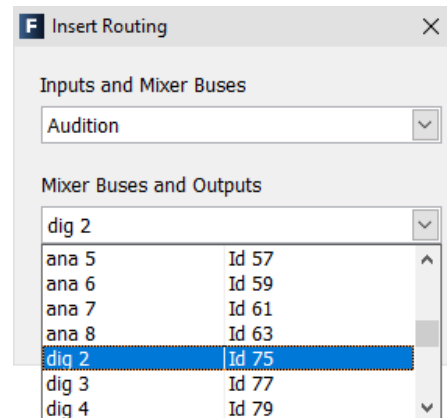 F Insert Routing
Inputs and Mixer Buses
Audition
Mixer Buses and Outputs
dig 2
ana 5 Id 57
ana 6 Id 59
ana 7 Id 61
ana 8 Id 63
dig 2 Id 75
dig 3 Id 77
dig 4 Id 79